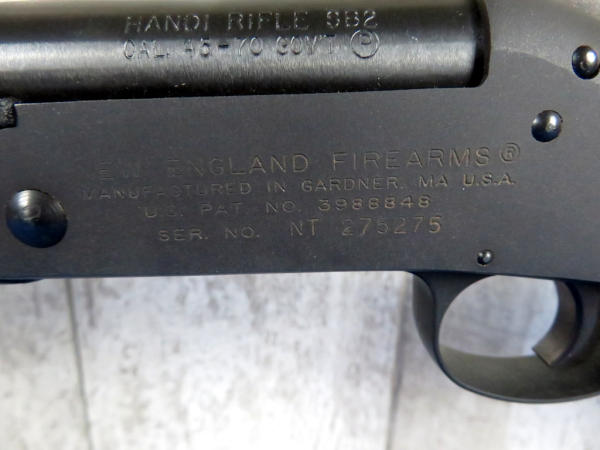 HANDI RIFLE SB2
CAL. 45-70 GOV'T Ⓟ
EW ENGLAND FIREARMS®
MANUFACTURED IN GARDNER, MA U.S.A.
U.S. PAT. NO. 3988848
SER. NO. NT 275275